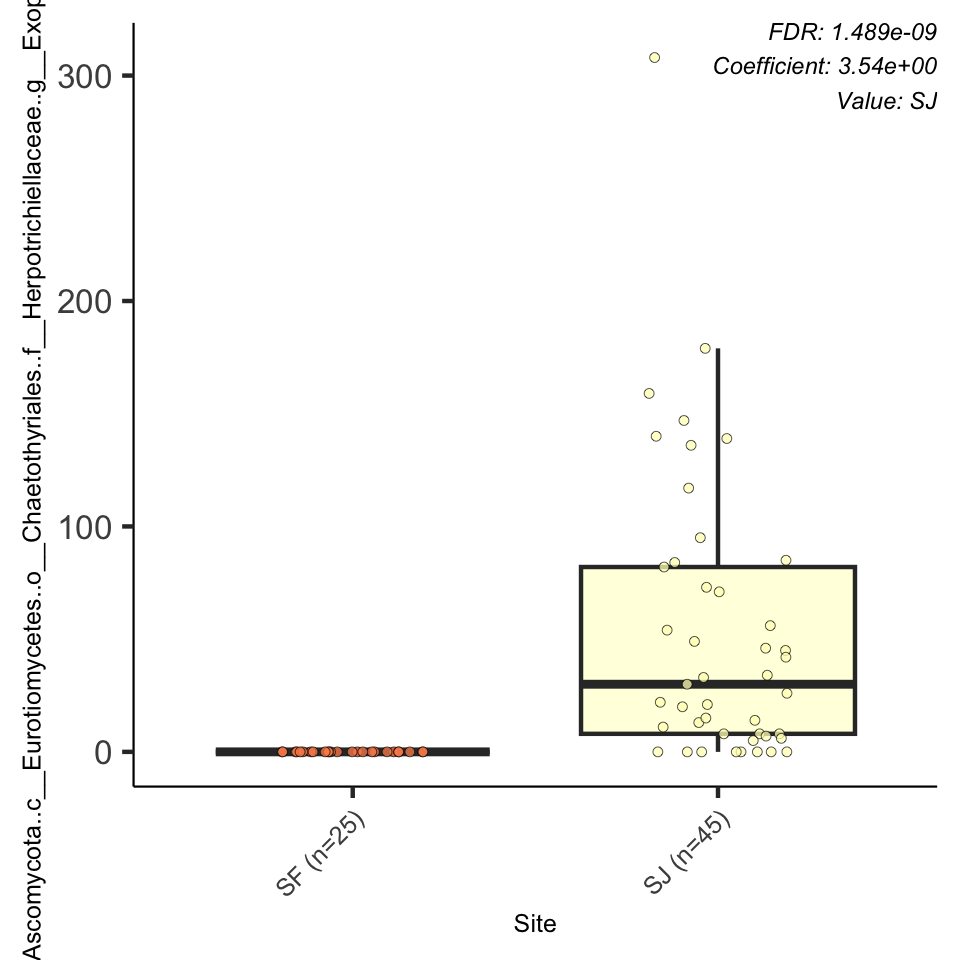 FDR: 1.489e-09
Coefficient: 3.54e+00
Value: SJ
Ascomycota..c__Eurotiomycetes..o__Chaetothyriales..f__Herpotrichiellaceae..g__Exop
300
200
100
0
SF (n=25)
SJ (n=45)
Site